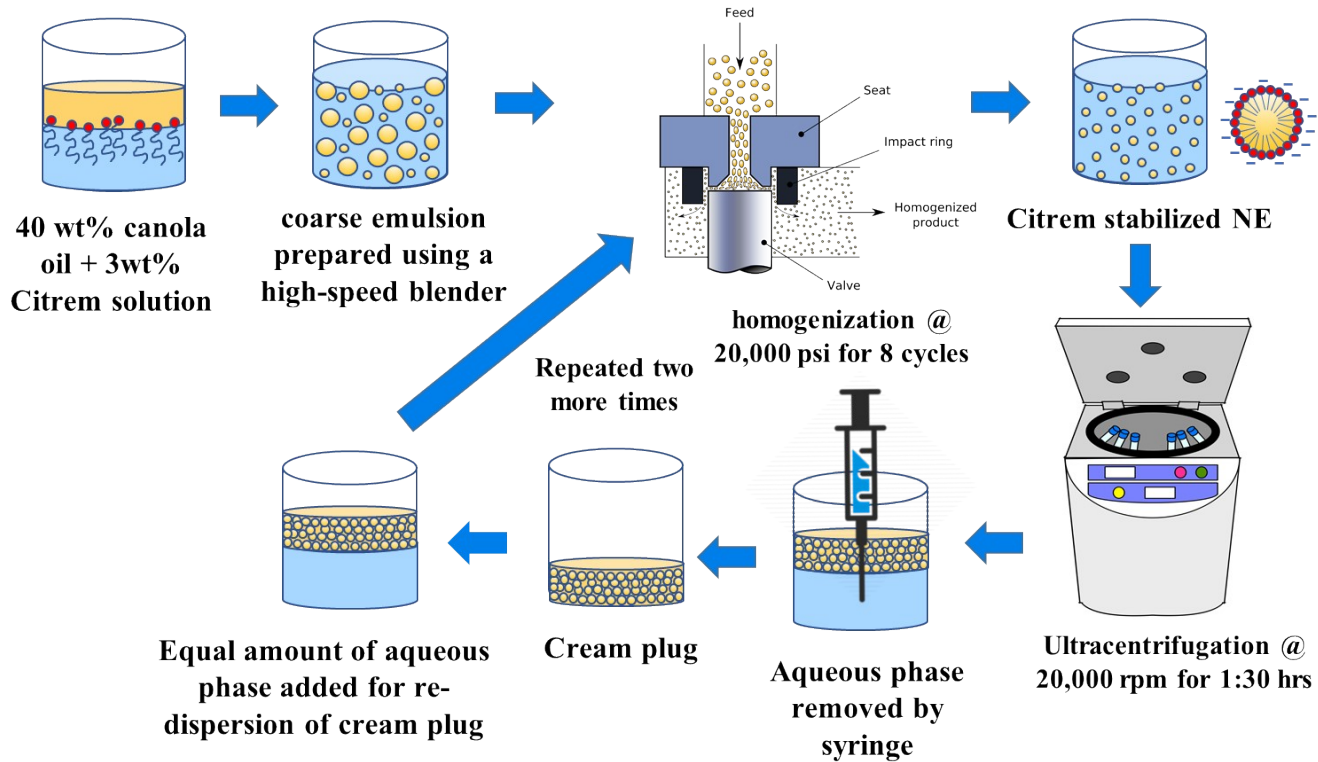 40 wt% canola
oil + 3wt%
Citrem solution
coarse emulsion
prepared using a
high-speed blender
Feed
Seat
Impact ring
Homogenized
product
Valve
homogenization @
20,000 psi for 8 cycles
Citrem stabilized NE
Ultracentrifugation @
20,000 rpm for 1:30 hrs
Aqueous phase
removed by
syringe
Cream plug
Equal amount of aqueous
phase added for re-
dispersion of cream plug
Repeated two
more times